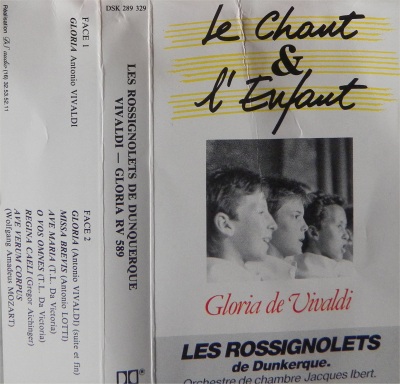 Le Chant
&
l'Enfant
Gloria de Vivaldi
LES ROSSIGNOLETS
de Dunkerque.
Orchestre de chambre Jacques Ibert.
DSK 289 329
LES ROSSIGNOLETS DE DUNQUERQUE
VIVALDI — GLORIA RV 589
FACE 1
GLORIA Antonio VIVALDI
FACE 2
GLORIA (Antonio VIVALDI) (suite et fin)
MISSA BREVIS (Antonio LOTTI)
AVE MARIA (T.L. Da Victoria)
O VOS OMNES (T.L. Da Victoria)
REGINA CAELI (Gregor Aichinger)
AVE VERUM CORPUS
(Wolfgang Amadeus MOZART)